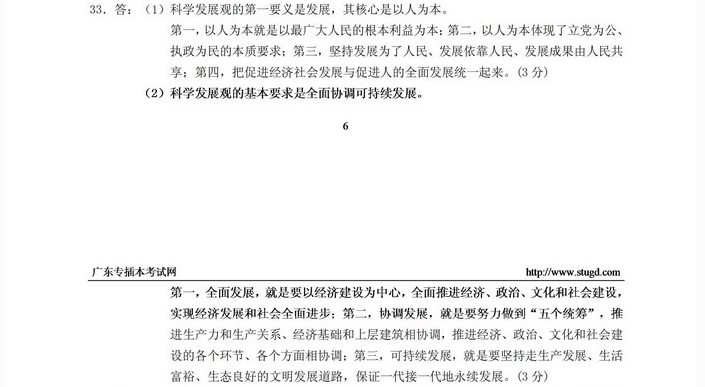 33．答：（1）科学发展观的第一要义是发展，其核心是以人为本。
第一，以人为本就是以最广大人民的根本利益为本；第二，以人为本体现了立党为公、
执政为民的本质要求；第三，坚持发展为了人民、发展依靠人民、发展成果由人民共
享；第四，把促进经济社会发展与促进人的全面发展统一起来。(3 分)
（2）科学发展观的基本要求是全面协调可持续发展。
6
广东专插本考试网 http://www.stugd.com
第一，全面发展，就是要以经济建设为中心，全面推进经济、政治、文化和社会建设，
实现经济发展和社会全面进步；第二，协调发展，就是要努力做到“五个统筹”，推
进生产力和生产关系、经济基础和上层建筑相协调，推进经济、政治、文化和社会建
设的各个环节、各个方面相协调；第三，可持续发展，就是要坚持走生产发展、生活
富裕、生态良好的文明发展道路，保证一代接一代地永续发展。（3 分）